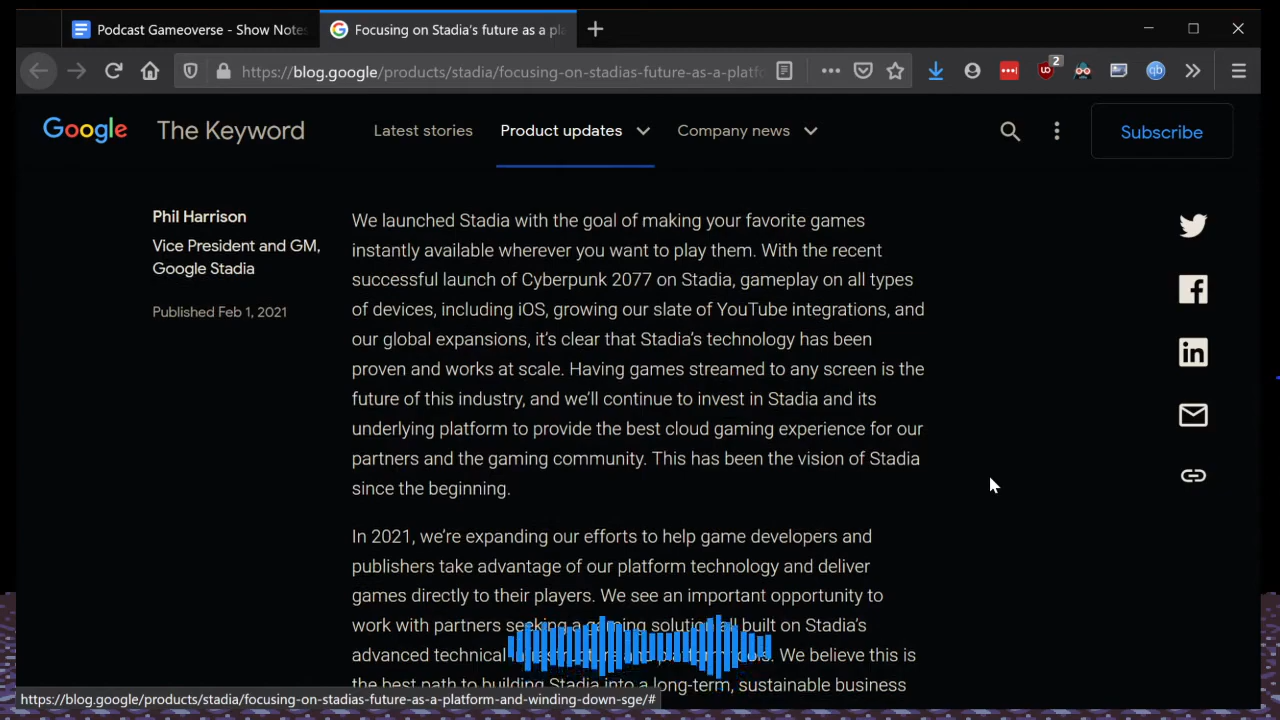 Podcast Gameoverse - Show Notes
Focusing on Stadia's future as a pla
https://blog.google/products/stadia/focusing-on-stadias-future-as-a-platfo
2
Google The Keyword
Latest stories
Product updates
Company news
Subscribe
Phil Harrison
Vice President and GM,
Google Stadia
Published Feb 1, 2021
We launched Stadia with the goal of making your favorite games
instantly available wherever you want to play them. With the recent
successful launch of Cyberpunk 2077 on Stadia, gameplay on all types
of devices, including iOS, growing our slate of YouTube integrations, and
our global expansions, it's clear that Stadia's technology has been
proven and works at scale. Having games streamed to any screen is the
future of this industry, and we'll continue to invest in Stadia and its
underlying platform to provide the best cloud gaming experience for our
partners and the gaming community. This has been the vision of Stadia
since the beginning.
In 2021, we're expanding our efforts to help game developers and
publishers take advantage of our platform technology and deliver
games directly to their players. We see an important opportunity to
work with partners seeking a gaming solution all built on Stadia's
advanced technical infrastructure and platform tools. We believe this is
the best path to building Stadia into a long-term, sustainable business
https://blog.google/products/stadia/focusing-on-stadias-future-as-a-platform-and-winding-down-sge/#